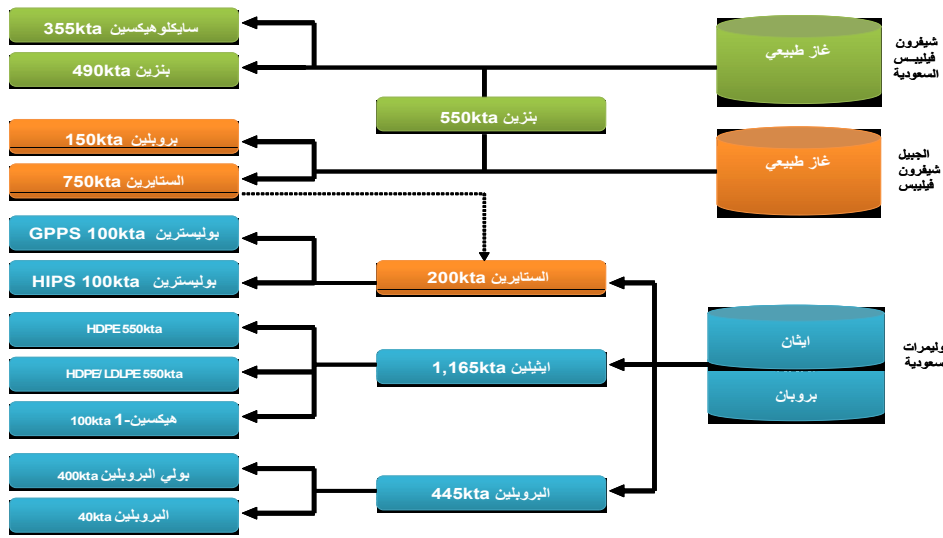 شيفرون
فيليبس
السعودية
غاز طبيعي
سايكلوهيكسين 355kta
بنزين 490kta
بنزين 550kta
الجبيل
شيفرون
فيليبس
غاز طبيعي
بروبلين 150kta
الستايرين 750kta
وليمرات
سعودية
ايثان
بروبان
الستايرين 200kta
بوليسترين GPPS 100kta
بوليسترين HIPS 100kta
ايثيلين 1,165kta
HDPE 550kta
HDPE/LDLPE 550kta
هيكسين-1 100kta
البروبلين 445kta
بولي البروبلين 400kta
البروبلين 40kta